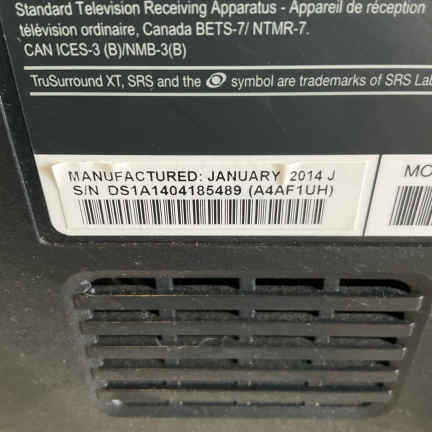 Standard Television Receiving Apparatus - Appareil de réception
télévision ordinaire, Canada BETS-7/ NTMR-7.
CAN ICES-3 (B)/NMB-3(B)
TruSurround XT, SRS and the symbol are trademarks of SRS Lab
MANUFACTURED: JANUARY 2014 J
S/N DS1A1404185489 (A4AF1UH)
MO